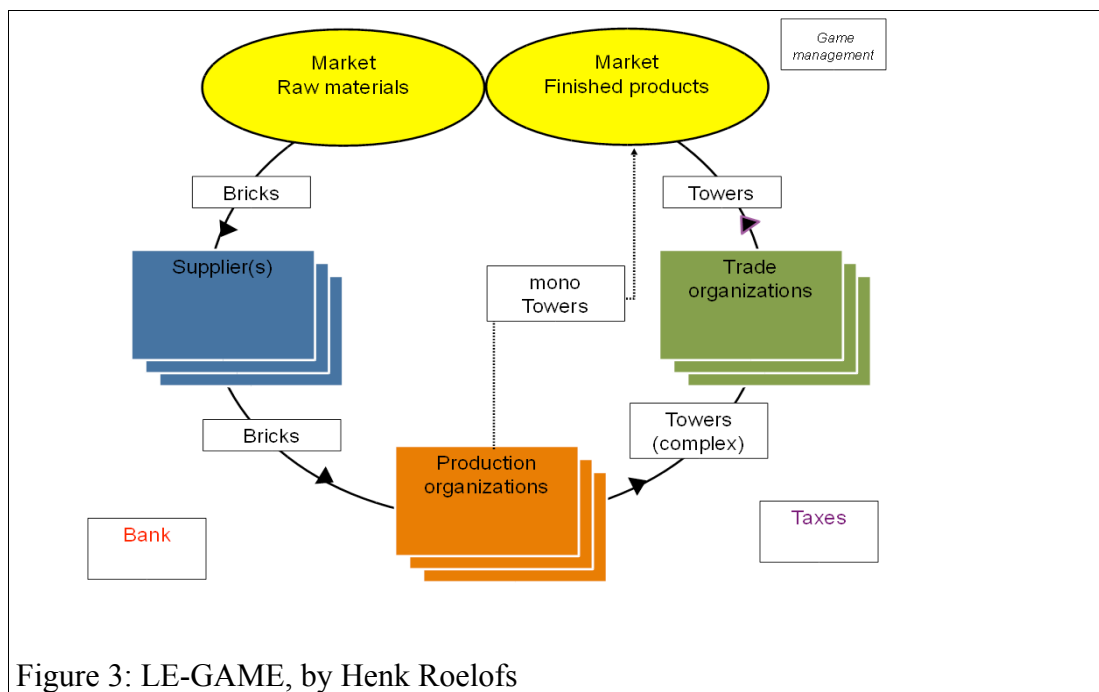 Market
Raw materials
Market
Finished products
Game
management
Bricks
Towers
Supplier(s)
mono
Towers
Trade
organizations
Bricks
Towers
(complex)
Production
organizations
Bank
Taxes
Figure 3: LE-GAME, by Henk Roelofs